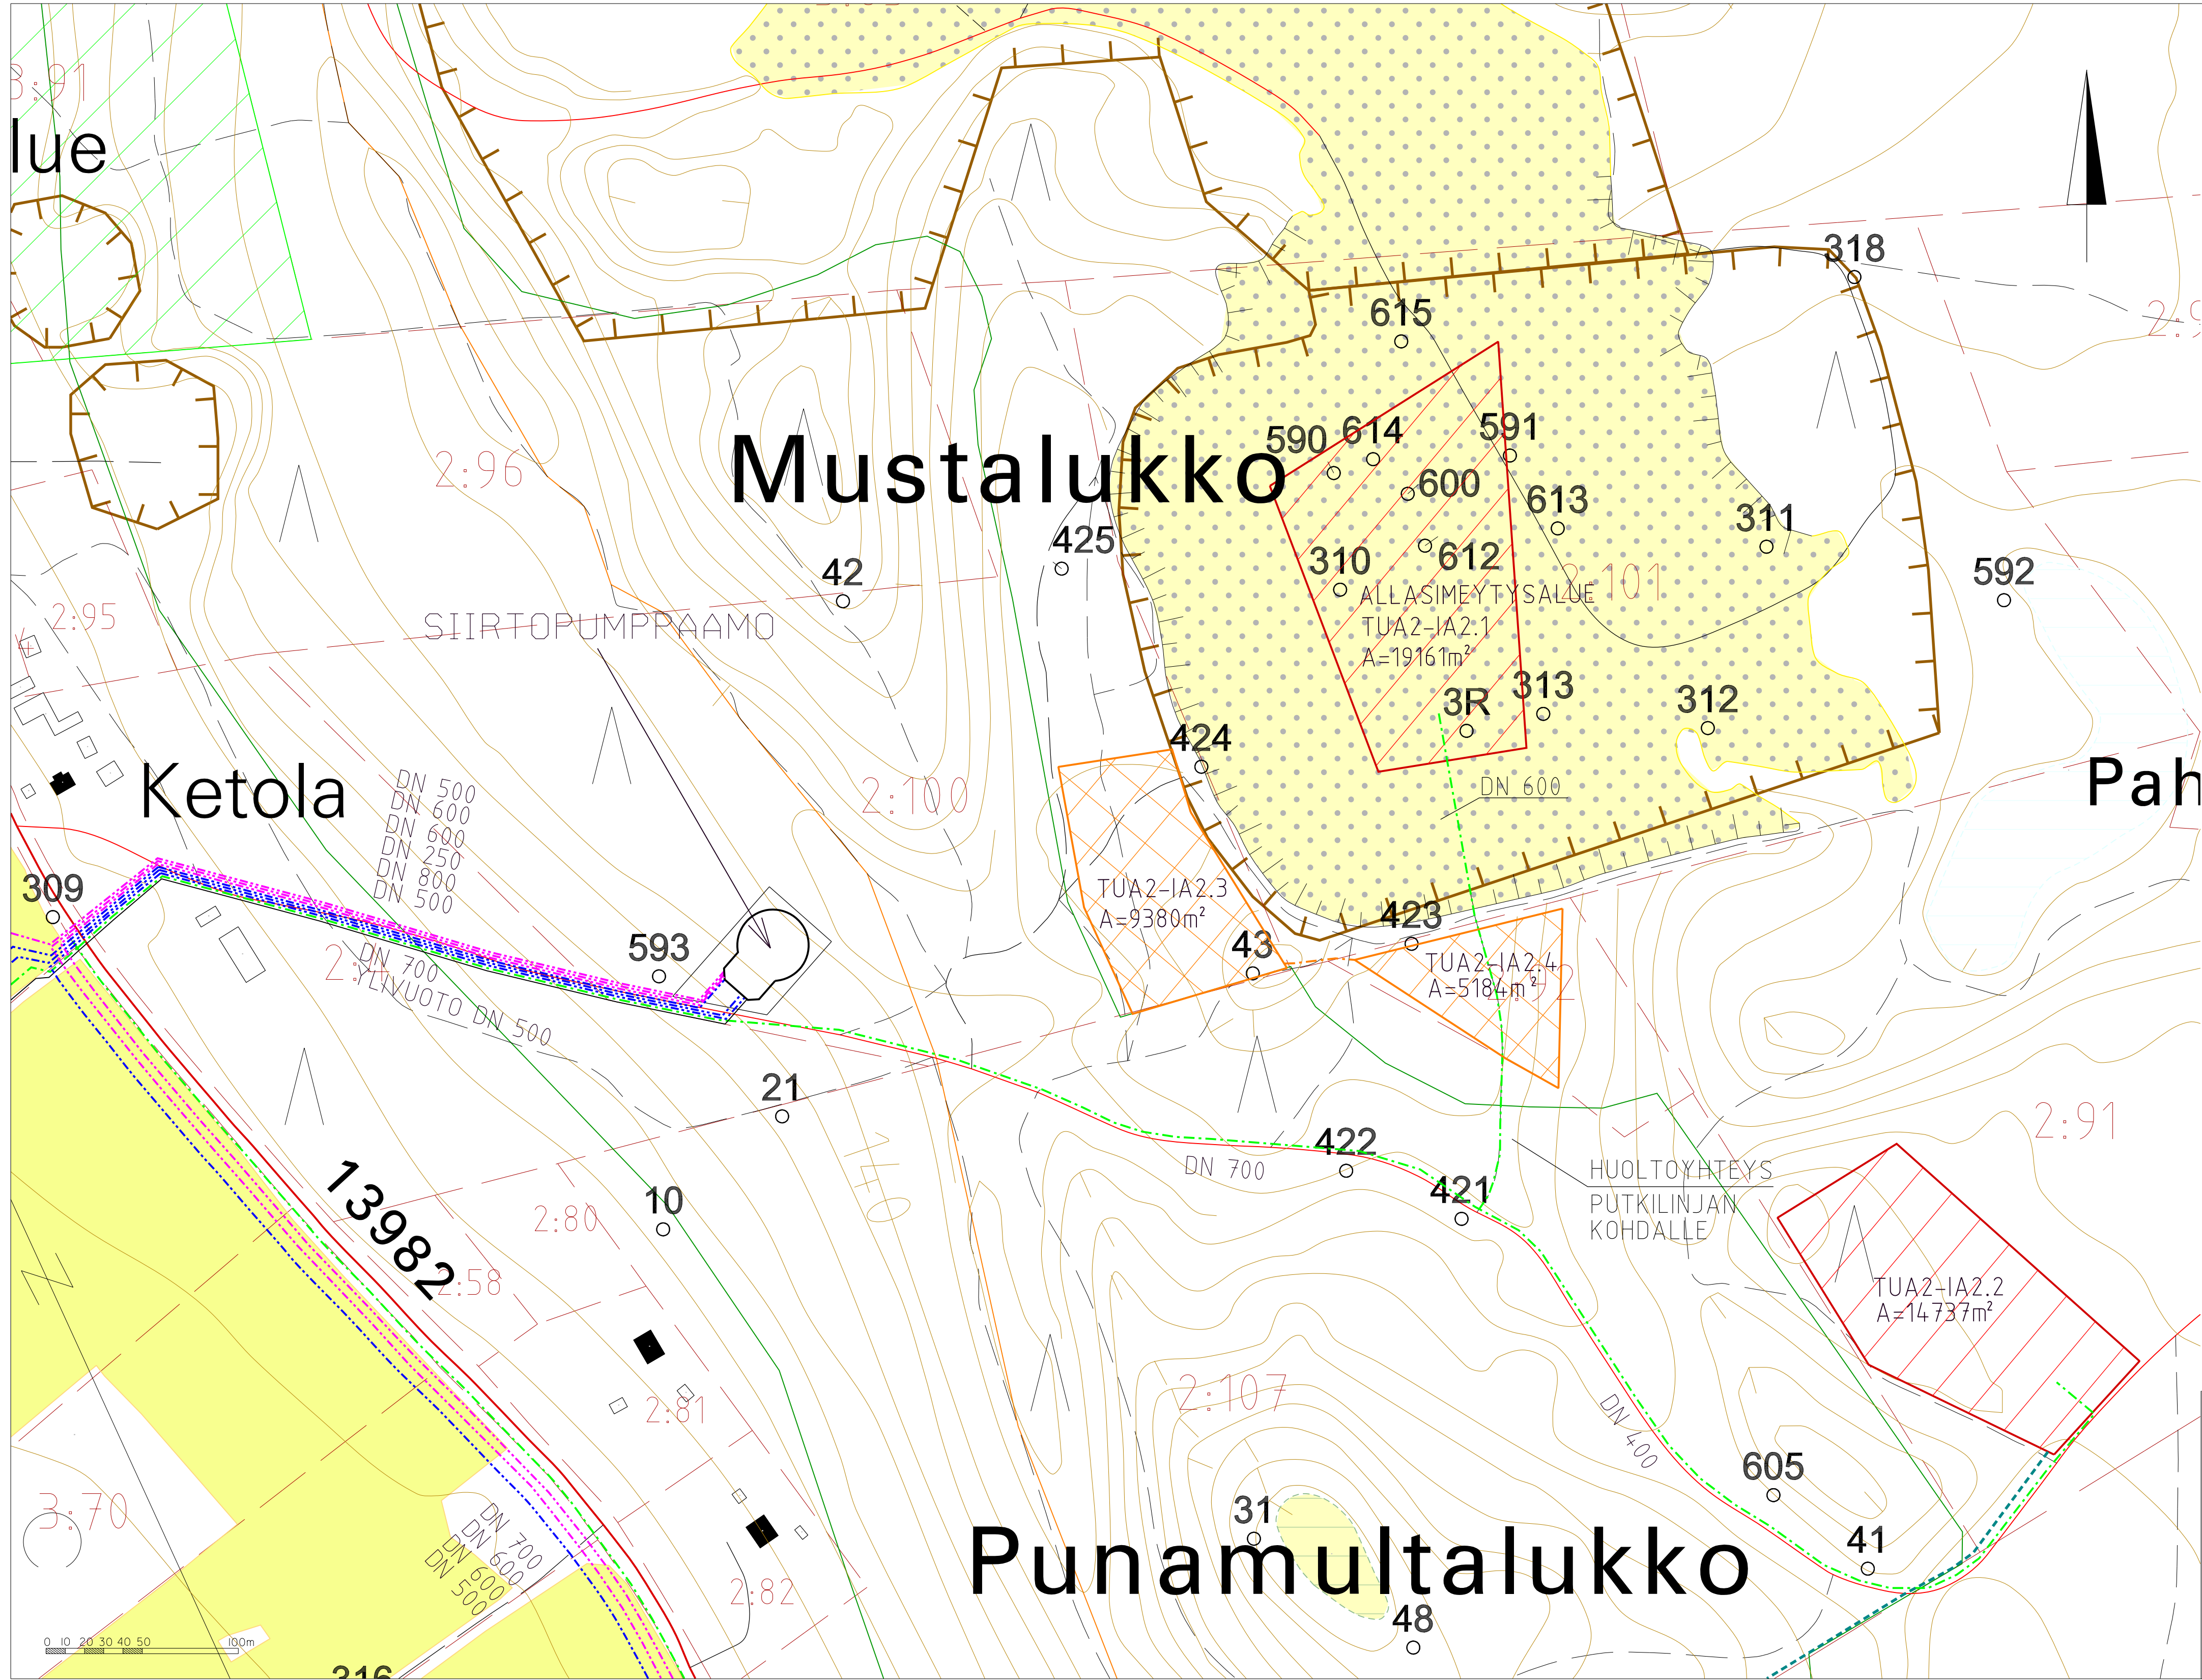 3:91
lue
318
2:9
615
590
614
591
2:96
Mustalukko
600
613
311
425
310
612
592
42
ALLASIMEYTYSALUE
2:101
2:95
4
SIIRTOPUMPPAAMO
TUA2-IA2.1
A=19161m²
3R
313
312
424
Ketola
DN 500
DN 600
DN 600
DN 250
DN 800
DN 500
2:100
DN 600
Pah
309
TUA2-IA2.3
A=9380m²
423
593
43
DN 700
YLIVUOTO DN 500
TUA2-IA2.4
A=5184m²
21
2:91
422
DN 700
HUOLTOYHTEYS
PUTKILINJAN
KOHDALLE
421
10
2:80
13982
2:58
TUA2-IA2.2
A=14737m²
2:107
2:81
DN 400
605
3:70
31
DN 700
DN 600
DN 600
DN 500
Punamultalukko
41
2:82
48
0 10 20 30 40 50 100m
316